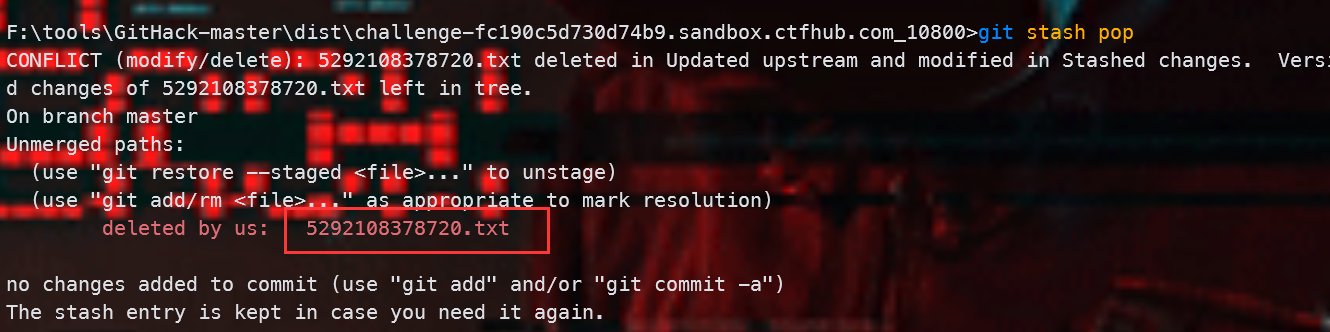 F:\tools\GitHack-master\dist\challenge-fc190c5d730d74b9.sandbox.ctfhub.com_10800>git stash pop
CONFLICT (modify/delete): 5292108378720.txt deleted in Updated upstream and modified in Stashed changes.  Versi
d changes of 5292108378720.txt left in tree.
On branch master
Unmerged paths:
  (use "git restore --staged <file>..." to unstage)
  (use "git add/rm <file>..." as appropriate to mark resolution)
        deleted by us:   5292108378720.txt
no changes added to commit (use "git add" and/or "git commit -a")
The stash entry is kept in case you need it again.